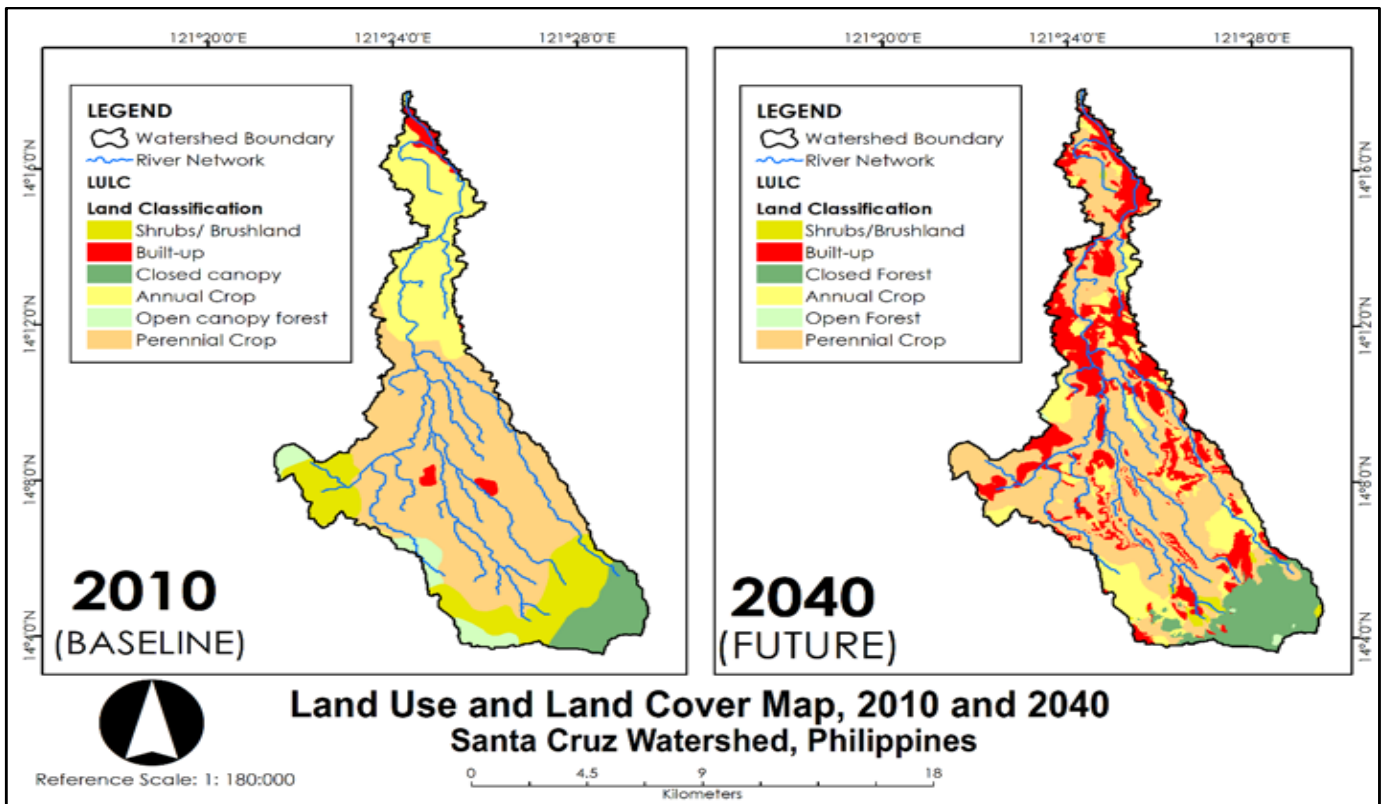 121°20'0"E 121°24'0"E 121°28'0"E
14°16'0"N
14°12'0"N
14°8'0"N
14°4'0"N
LEGEND
Watershed Boundary
River Network
LULC
Land Classification
Shrubs/ Brushland
Built-up
Closed canopy
Annual Crop
Open canopy forest
Perennial Crop
2010
(BASELINE)
121°20'0"E 121°24'0"E 121°28'0"E
LEGEND
Watershed Boundary
River Network
LULC
Land Classification
Shrubs/Brushland
Built-up
Closed Forest
Annual Crop
Open Forest
Perennial Crop
2040
(FUTURE)
14°16'0"N
14°12'0"N
14°8'0"N
14°4'0"N
Land Use and Land Cover Map, 2010 and 2040
Santa Cruz Watershed, Philippines
Reference Scale: 1: 180:000
0 4.5 9 18
Kilometers